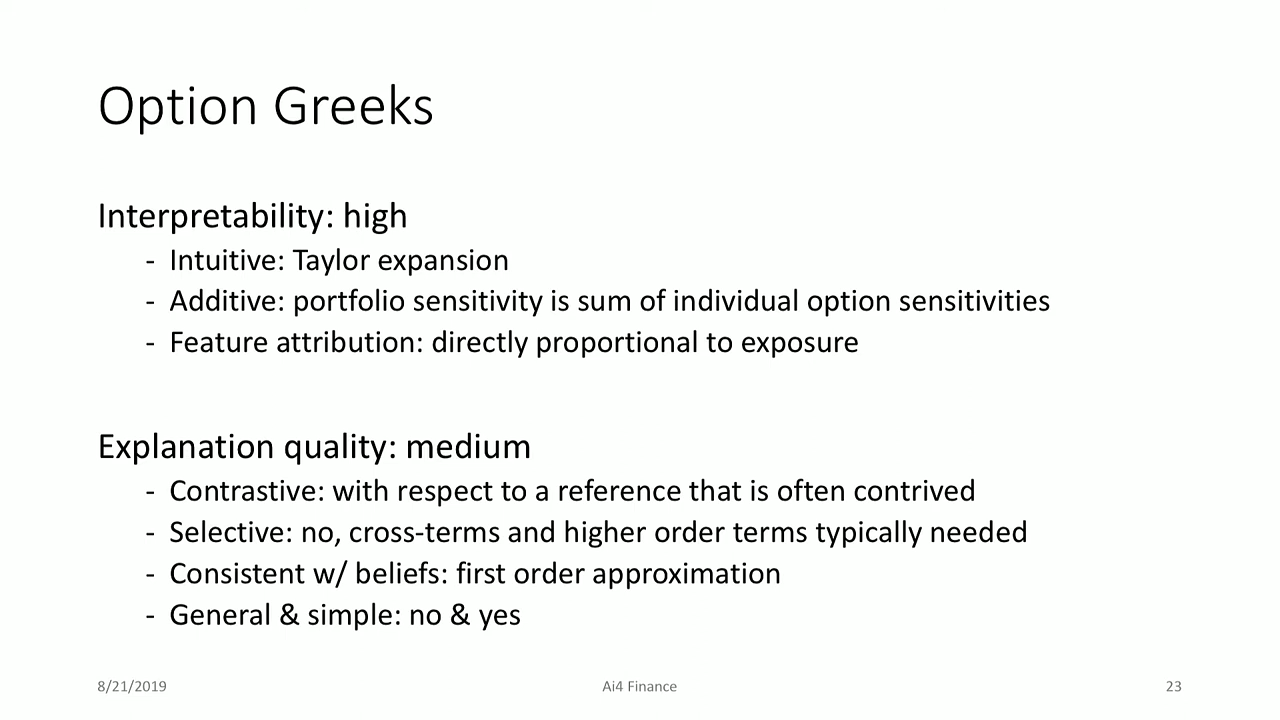 Option Greeks
Interpretability: high
- Intuitive: Taylor expansion
- Additive: portfolio sensitivity is sum of individual option sensitivities
- Feature attribution: directly proportional to exposure
Explanation quality: medium
- Contrastive: with respect to a reference that is often contrived
- Selective: no, cross-terms and higher order terms typically needed
- Consistent w/ beliefs: first order approximation
- General & simple: no & yes
8/21/2019
Ai4 Finance
23